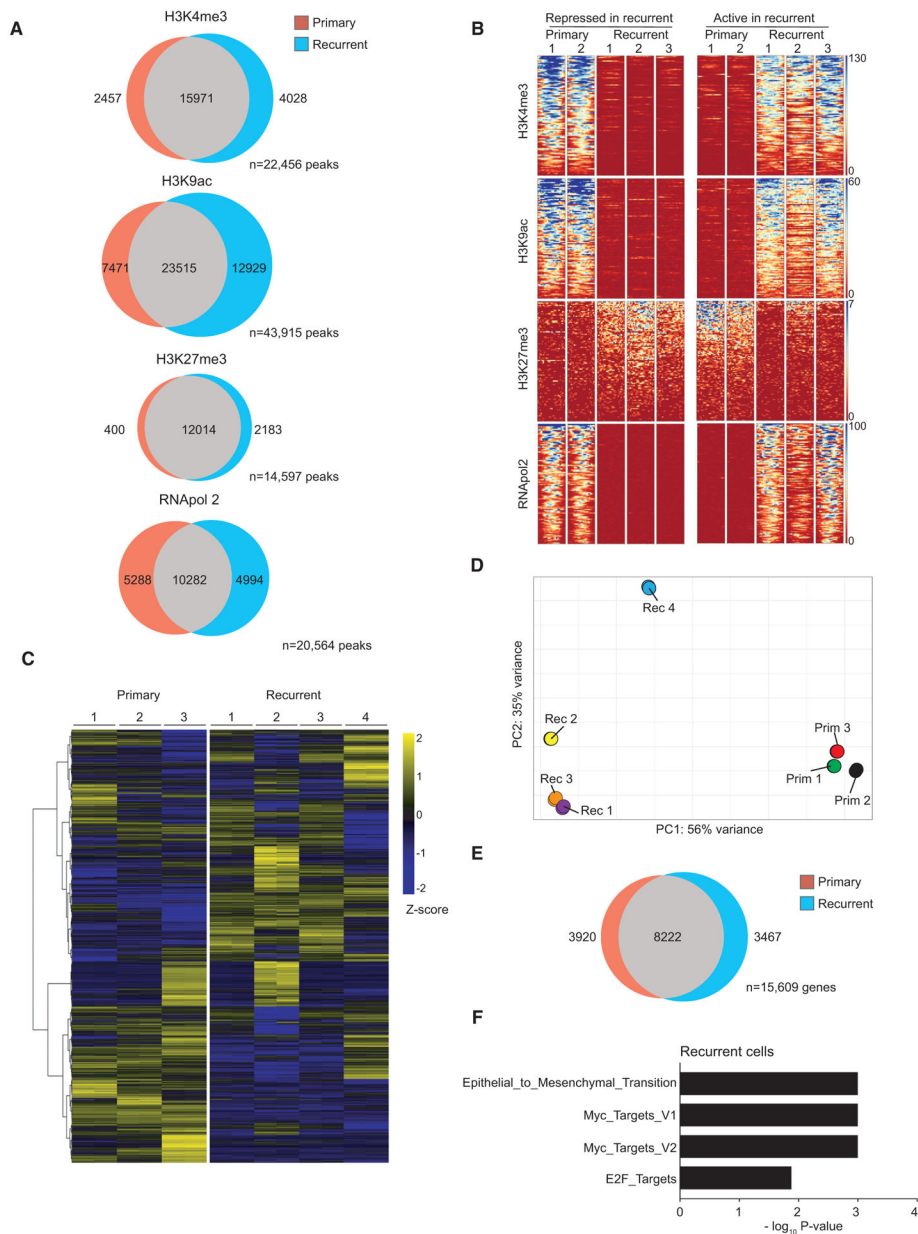 A
H3K4me3
Primary
Recurrent
2457
15971
4028
n=22,456 peaks
H3K9ac
7471
23515
12929
n=43,915 peaks
H3K27me3
400
12014
2183
n=14,597 peaks
RNApol 2
5288
10282
4994
n=20,564 peaks
B
Repressed in recurrent
Active in recurrent
Primary
Recurrent
Primary
Recurrent
1 2 1 2 3 1 2 1 2 3
H3K4me3
130
0
H3K9ac
60
0
H3K27me3
7
0
RNApol2
100
0
C
Primary
Recurrent
1 2 3 1 2 3 4
2
1
0
-1
-2
Z-score
D
PC2: 35% variance
Rec 4
Rec 2
Rec 3
Rec 1
Prim 3
Prim 1
Prim 2
PC1: 56% variance
E
Primary
Recurrent
3920
8222
3467
n=15,609 genes
F
Recurrent cells
Epithelial_to_Mesenchymal_Transition
Myc_Targets_V1
Myc_Targets_V2
E2F_Targets
0 1 2 3 4
- log10 P-value